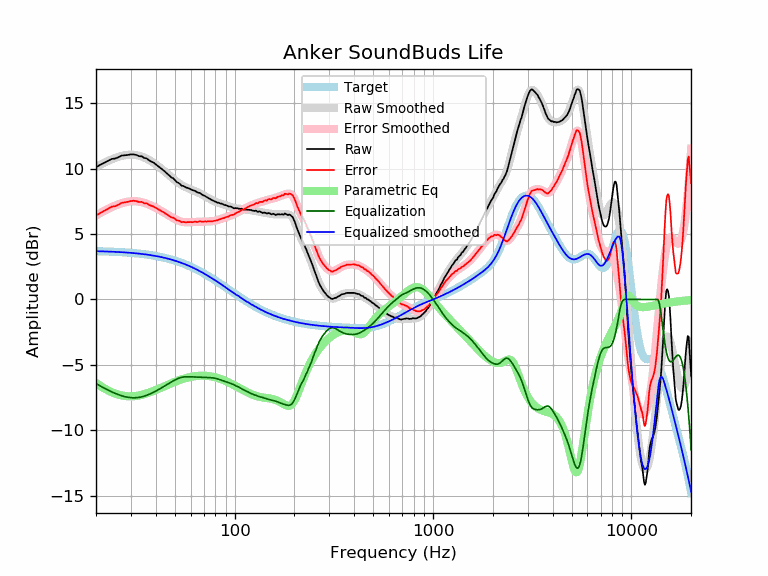 Anker SoundBuds Life
Target
Raw Smoothed
Error Smoothed
Raw
Error
Parametric Eq
Equalization
Equalized smoothed
15
10
5
0
−5
−10
−15
Amplitude (dBr)
100
1000
10000
Frequency (Hz)